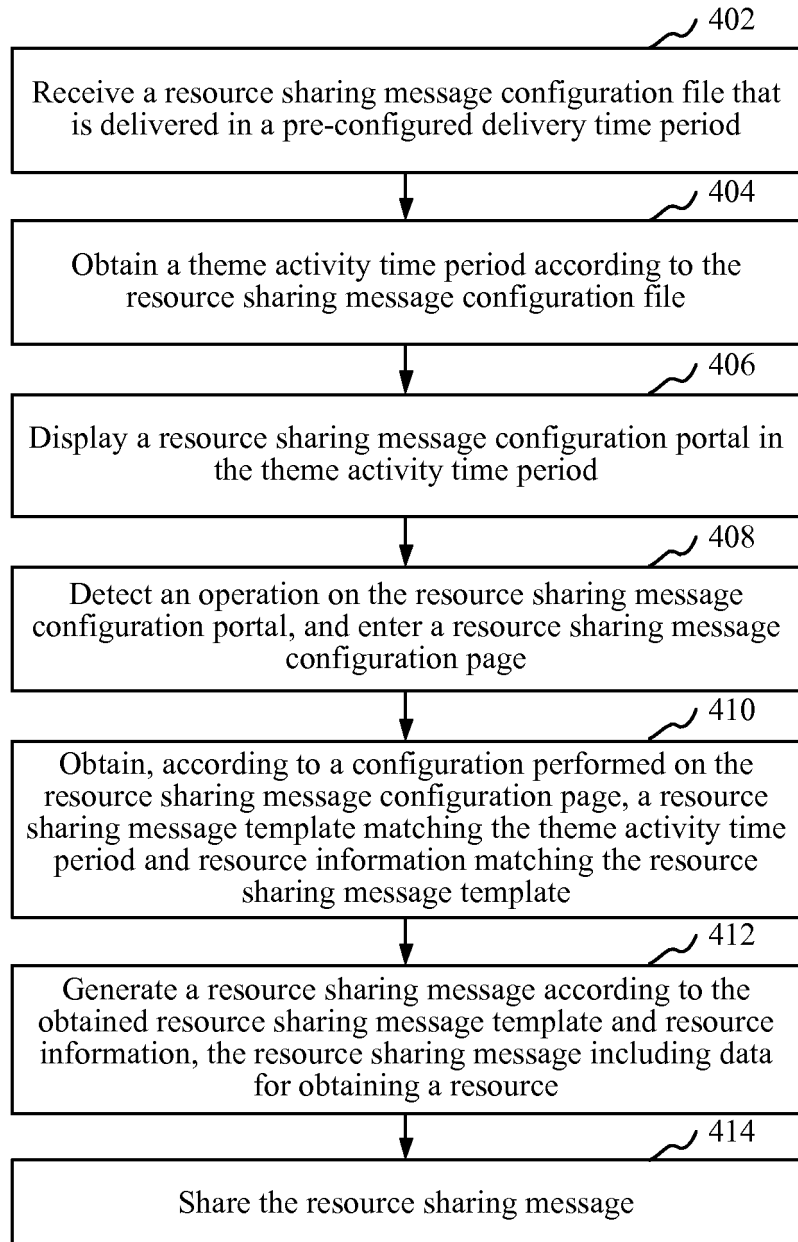 402
Receive a resource sharing message configuration file that
is delivered in a pre-configured delivery time period
404
Obtain a theme activity time period according to the
resource sharing message configuration file
406
Display a resource sharing message configuration portal in
the theme activity time period
408
Detect an operation on the resource sharing message
configuration portal, and enter a resource sharing message
configuration page
410
Obtain, according to a configuration performed on the
resource sharing message configuration page, a resource
sharing message template matching the theme activity time
period and resource information matching the resource
sharing message template
412
Generate a resource sharing message according to the
obtained resource sharing message template and resource
information, the resource sharing message including data
for obtaining a resource
414
Share the resource sharing message